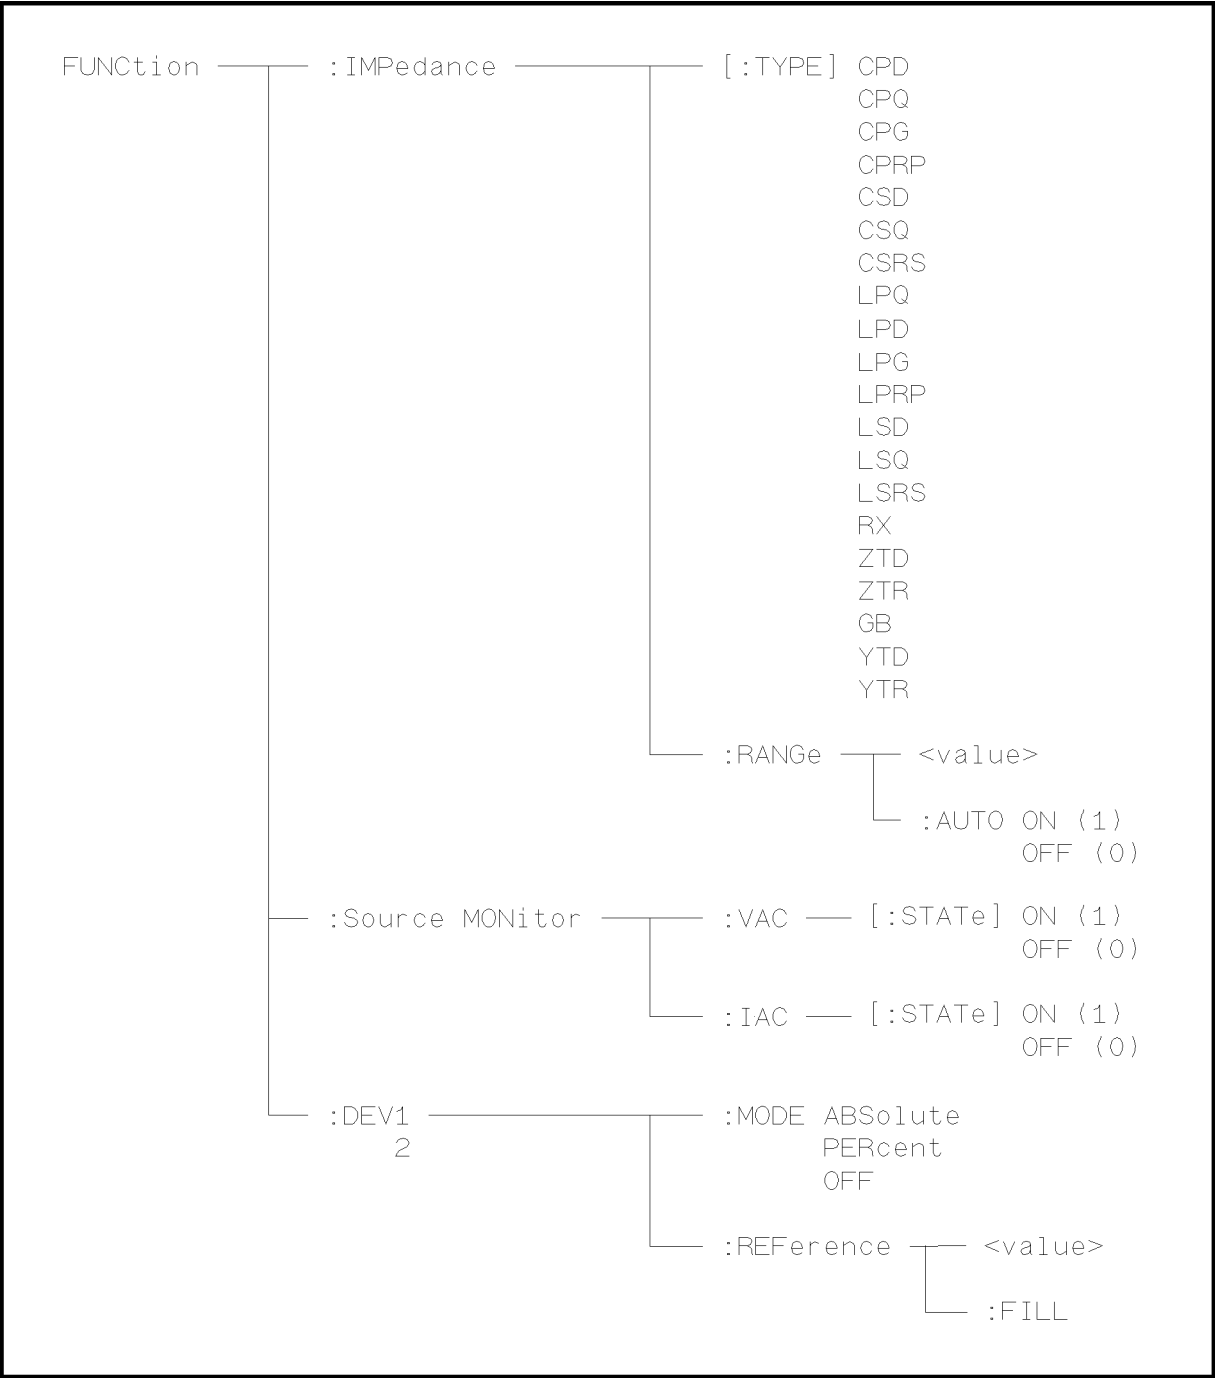 FUNCtion :IMPedance [:TYPE] CPD
CPQ
CPG
CPRP
CSD
CSQ
CSRS
LPQ
LPD
LPG
LPRP
LSD
LSQ
LSRS
RX
ZTD
ZTR
GB
YTD
YTR
:RANGe <value>
:AUTO ON (1)
OFF (0)
:Source MONitor :VAC [:STATe] ON (1)
OFF (0)
:IAC [:STATe] ON (1)
OFF (0)
:DEV1 :MODE ABSolute
2 PERcent
OFF
:REFerence <value>
:FILL